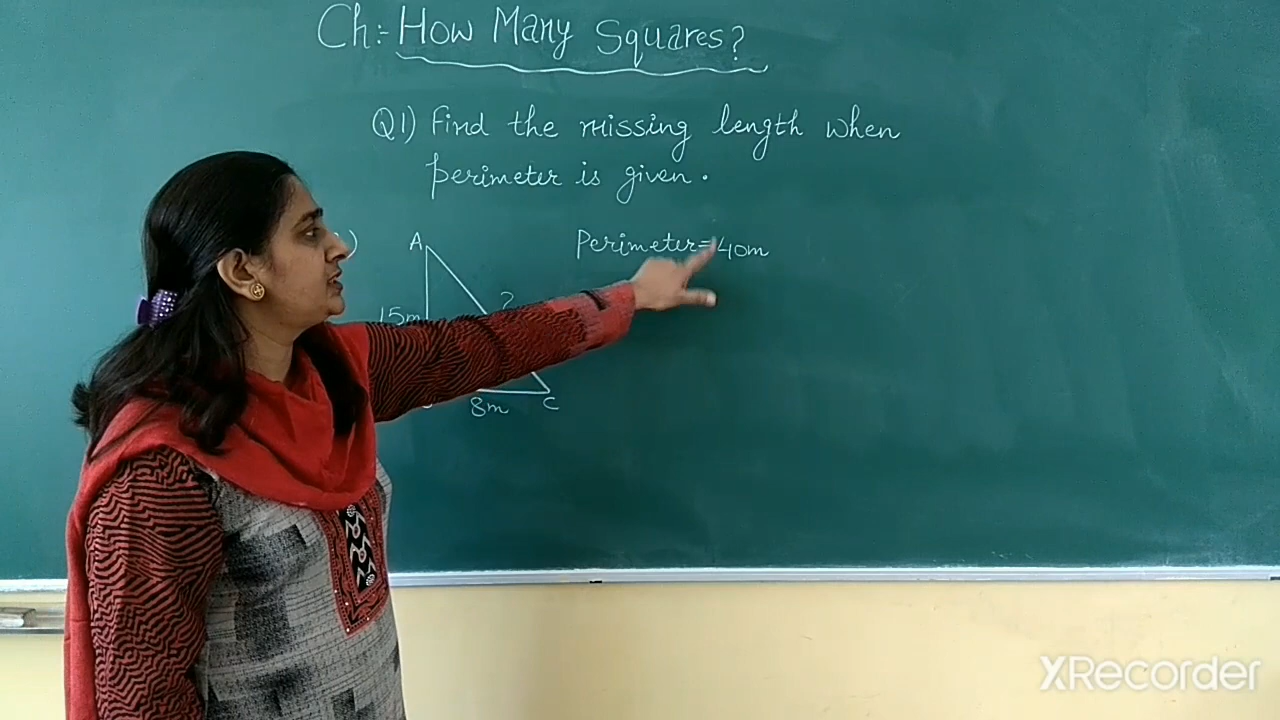 Ch:- How Many Squares?
Q1) Find the missing length when
perimeter is given.
A
Perimeter = 40m
15m
?
8m
C
XRecorder